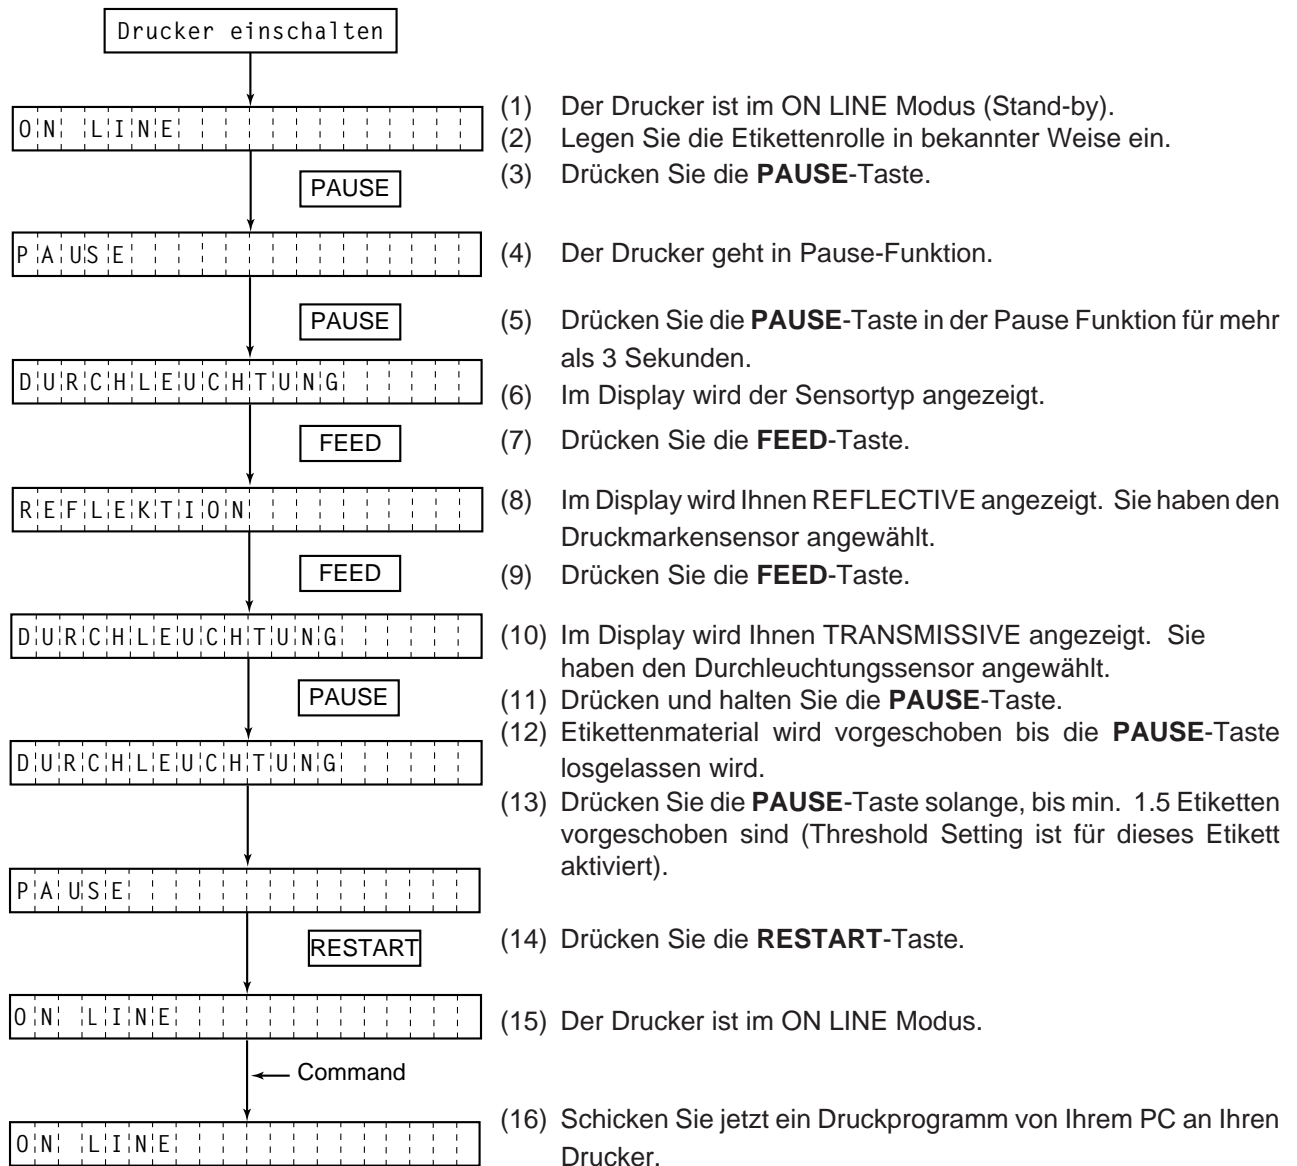 Drucker einschalten
ON LINE
(1) Der Drucker ist im ON LINE Modus (Stand-by).
(2) Legen Sie die Etikettenrolle in bekannter Weise ein.
PAUSE
(3) Drücken Sie die PAUSE-Taste.
PAUSE
(4) Der Drucker geht in Pause-Funktion.
PAUSE
(5) Drücken Sie die PAUSE-Taste in der Pause Funktion für mehr
als 3 Sekunden.
DURCHLEUCHTUNG
(6) Im Display wird der Sensortyp angezeigt.
FEED
(7) Drücken Sie die FEED-Taste.
REFLEKTION
(8) Im Display wird Ihnen REFLECTIVE angezeigt. Sie haben den
Druckmarkensensor angewählt.
FEED
(9) Drücken Sie die FEED-Taste.
DURCHLEUCHTUNG
(10) Im Display wird Ihnen TRANSMISSIVE angezeigt. Sie
haben den Durchleuchtungssensor angewählt.
PAUSE
(11) Drücken und halten Sie die PAUSE-Taste.
(12) Etikettenmaterial wird vorgeschoben bis die PAUSE-Taste
losgelassen wird.
DURCHLEUCHTUNG
(13) Drücken Sie die PAUSE-Taste solange, bis min. 1.5 Etiketten
vorgeschoben sind (Threshold Setting ist für dieses Etikett
aktiviert).
PAUSE
RESTART
(14) Drücken Sie die RESTART-Taste.
ON LINE
(15) Der Drucker ist im ON LINE Modus.
Command
ON LINE
(16) Schicken Sie jetzt ein Druckprogramm von Ihrem PC an Ihren
Drucker.